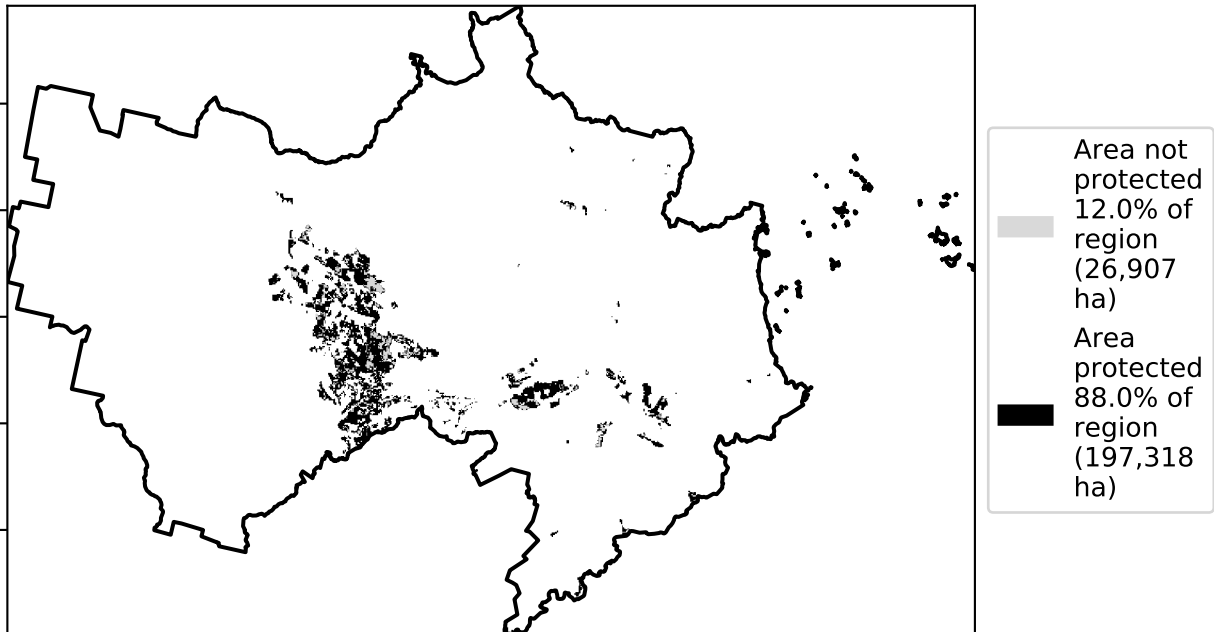 Area not
protected
12.0% of
region
(26,907
ha)
Area
protected
88.0% of
region
(197,318
ha)